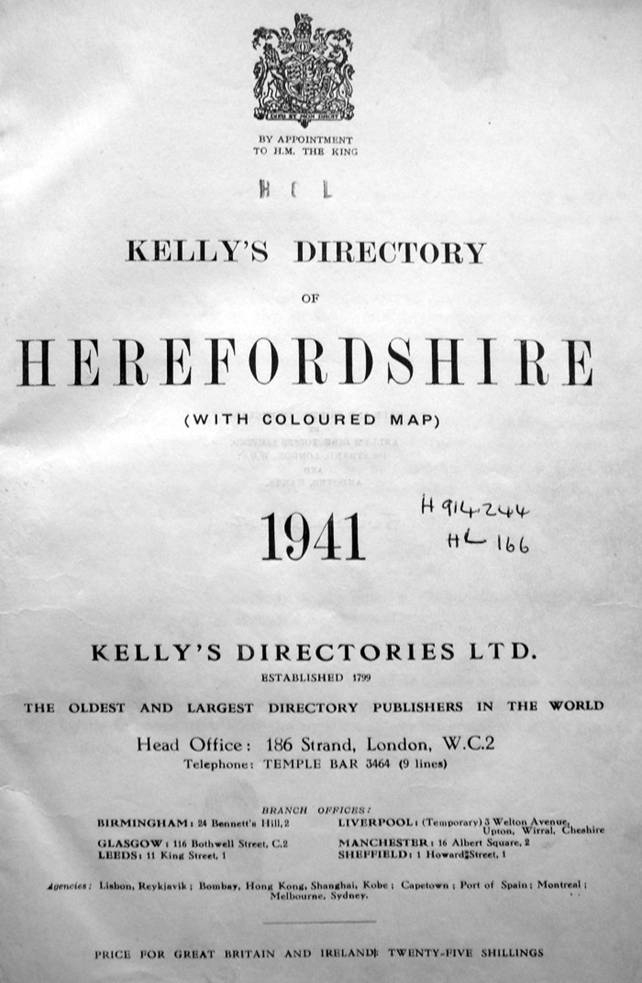 DIEU ET MON DROIT
BY APPOINTMENT
TO H.M. THE KING
H C L
KELLY'S DIRECTORY
OF
HEREFORDSHIRE
(WITH COLOURED MAP)
1941
H 914.244
HL 166
KELLY'S DIRECTORIES LTD.
ESTABLISHED 1799
THE OLDEST AND LARGEST DIRECTORY PUBLISHERS IN THE WORLD
Head Office: 186 Strand, London, W.C.2
Telephone: TEMPLE BAR 3464 (9 lines)
BRANCH OFFICES:
BIRMINGHAM: 24 Bennett's Hill, 2
LIVERPOOL: (Temporary) 3 Welton Avenue,
Upton, Wirral, Cheshire
GLASGOW: 116 Bothwell Street, C.2
MANCHESTER: 16 Albert Square, 2
LEEDS: 11 King Street, 1
SHEFFIELD: 1 Howard Street, 1
Agencies: Lisbon, Reykjavik; Bombay, Hong Kong, Shanghai, Kobe; Capetown; Port of Spain; Montreal;
Melbourne, Sydney.
PRICE FOR GREAT BRITAIN AND IRELAND: TWENTY-FIVE SHILLINGS